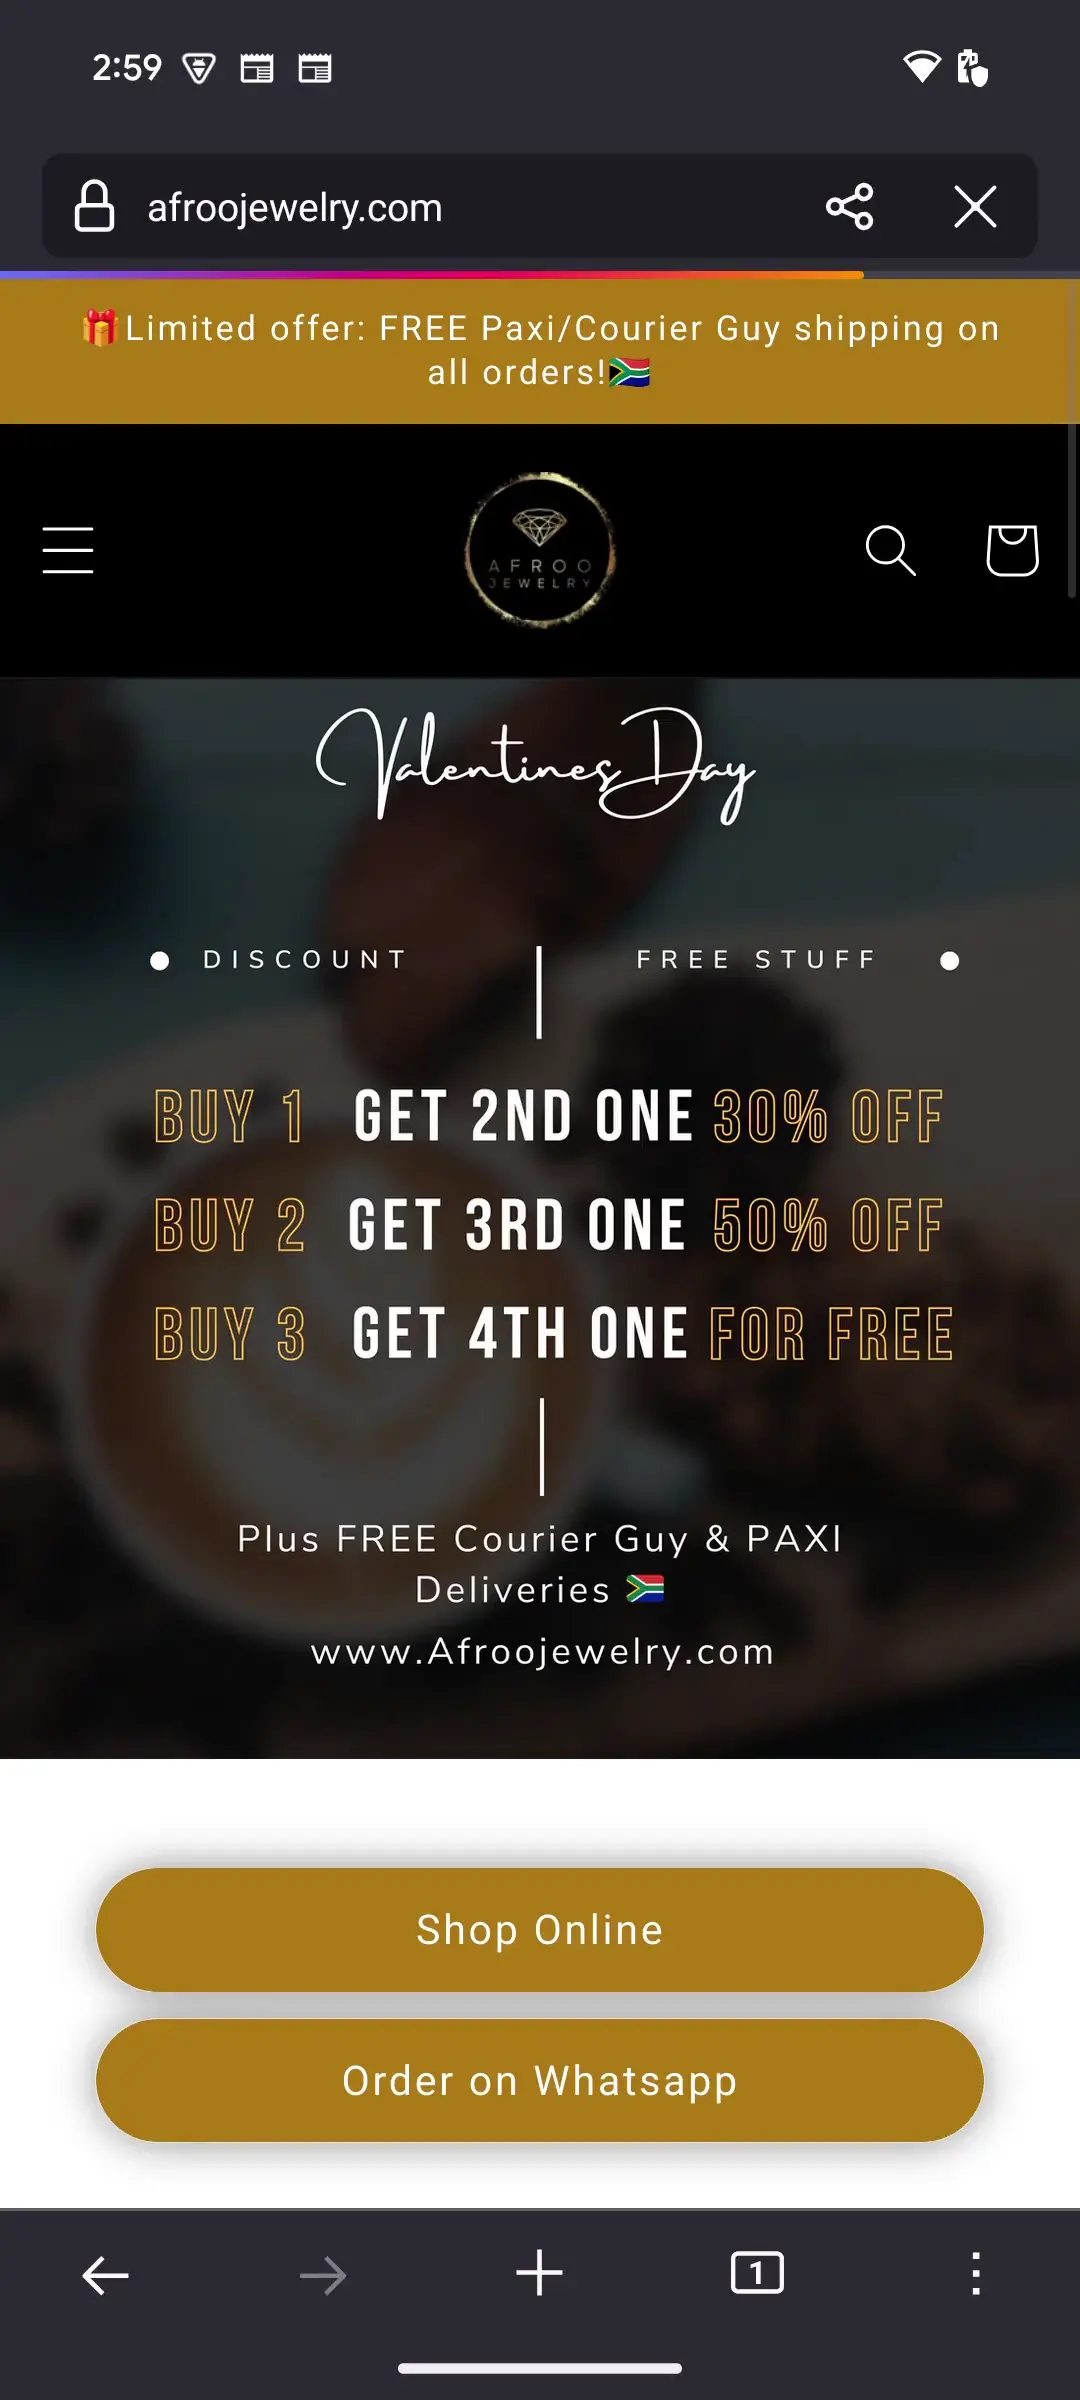 2:59
afroojewelry.com
🎁Limited offer: FREE Paxi/Courier Guy shipping on
all orders!🇿🇦
AFROO
JEWELRY
Valentines Day
DISCOUNT
FREE STUFF
BUY 1 GET 2ND ONE 30% OFF
BUY 2 GET 3RD ONE 50% OFF
BUY 3 GET 4TH ONE FOR FREE
Plus FREE Courier Guy & PAXI
Deliveries 🇿🇦
www.Afroojewelry.com
Shop Online
Order on Whatsapp
1